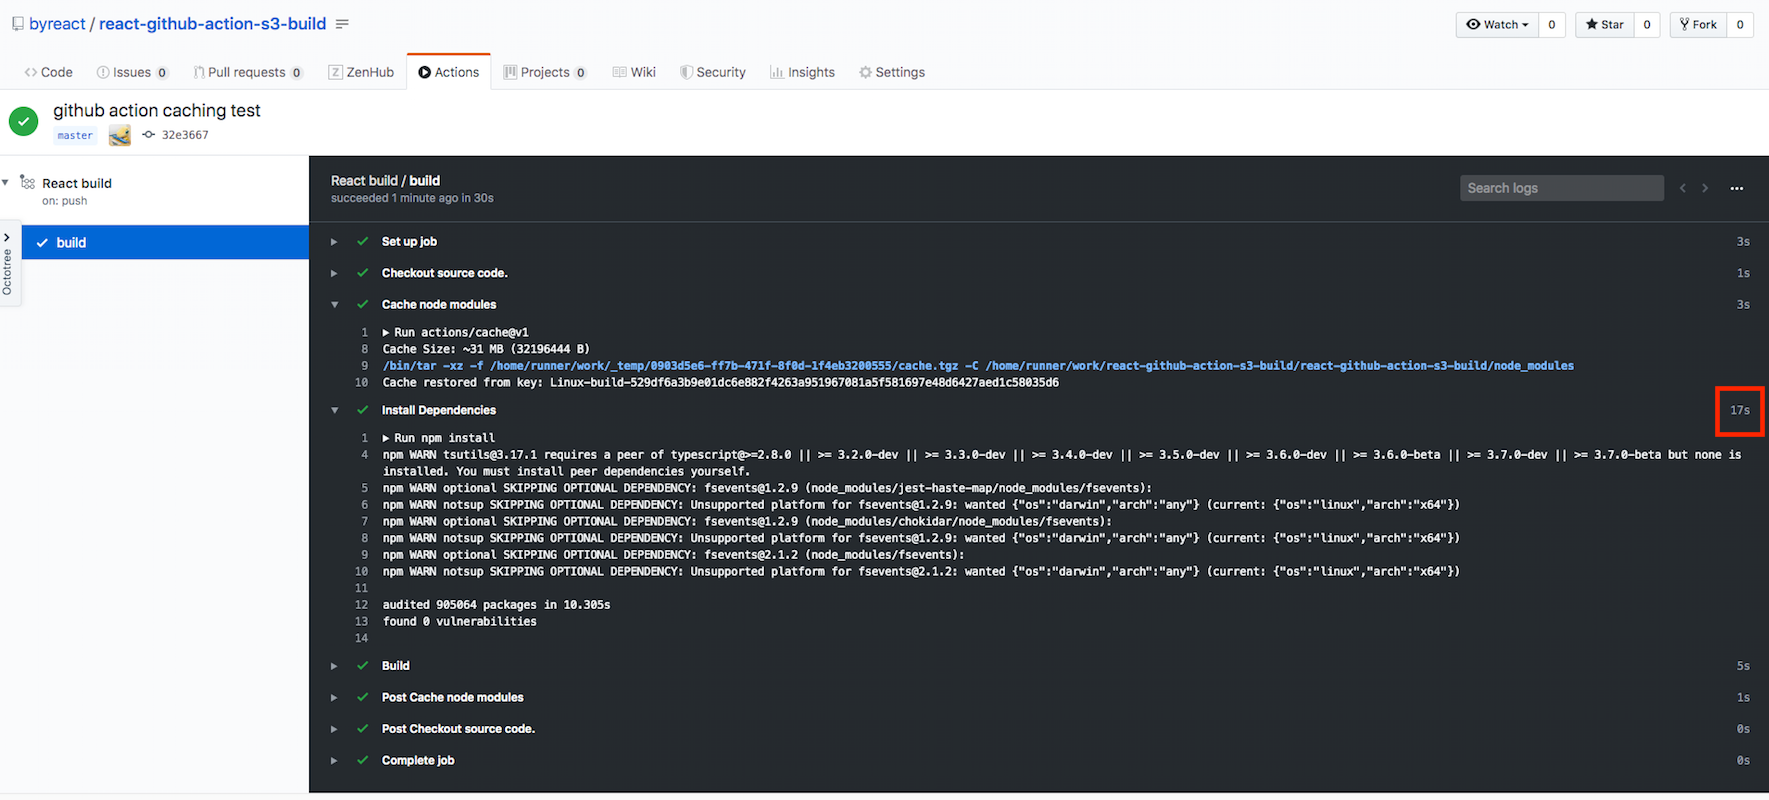 byreact / react-github-action-s3-build
Watch 0 Star 0 Fork 0
Code Issues 0 Pull requests 0 Z ZenHub Actions Projects 0 Wiki Security Insights Settings
github action caching test
master 32e3667
React build
on: push
build
Octotree
React build / build
succeeded 1 minute ago in 30s
Search logs
Set up job 3s
Checkout source code. 1s
Cache node modules 3s
1 Run actions/cache@v1
8 Cache Size: ~31 MB (32196444 B)
9 /bin/tar -xz -f /home/runner/work/_temp/0903d5e6-ff7b-471f-8f0d-1f4eb3200555/cache.tgz -C /home/runner/work/react-github-action-s3-build/react-github-action-s3-build/node_modules
10 Cache restored from key: Linux-build-529df6a3b9e01dc6e882f4263a951967081a5f581697e48d6427aed1c58035d6
Install Dependencies 17s
1 Run npm install
4 npm WARN tsutils@3.17.1 requires a peer of typescript@>=2.8.0 || >= 3.2.0-dev || >= 3.3.0-dev || >= 3.4.0-dev || >= 3.5.0-dev || >= 3.6.0-dev || >= 3.6.0-beta || >= 3.7.0-dev || >= 3.7.0-beta but none is
installed. You must install peer dependencies yourself.
5 npm WARN optional SKIPPING OPTIONAL DEPENDENCY: fsevents@1.2.9 (node_modules/jest-haste-map/node_modules/fsevents):
6 npm WARN notsup SKIPPING OPTIONAL DEPENDENCY: Unsupported platform for fsevents@1.2.9: wanted {"os":"darwin","arch":"any"} (current: {"os":"linux","arch":"x64"})
7 npm WARN optional SKIPPING OPTIONAL DEPENDENCY: fsevents@1.2.9 (node_modules/chokidar/node_modules/fsevents):
8 npm WARN notsup SKIPPING OPTIONAL DEPENDENCY: Unsupported platform for fsevents@1.2.9: wanted {"os":"darwin","arch":"any"} (current: {"os":"linux","arch":"x64"})
9 npm WARN optional SKIPPING OPTIONAL DEPENDENCY: fsevents@2.1.2 (node_modules/fsevents):
10 npm WARN notsup SKIPPING OPTIONAL DEPENDENCY: Unsupported platform for fsevents@2.1.2: wanted {"os":"darwin","arch":"any"} (current: {"os":"linux","arch":"x64"})
11
12 audited 905064 packages in 10.305s
13 found 0 vulnerabilities
14
Build 5s
Post Cache node modules 1s
Post Checkout source code. 0s
Complete job 0s